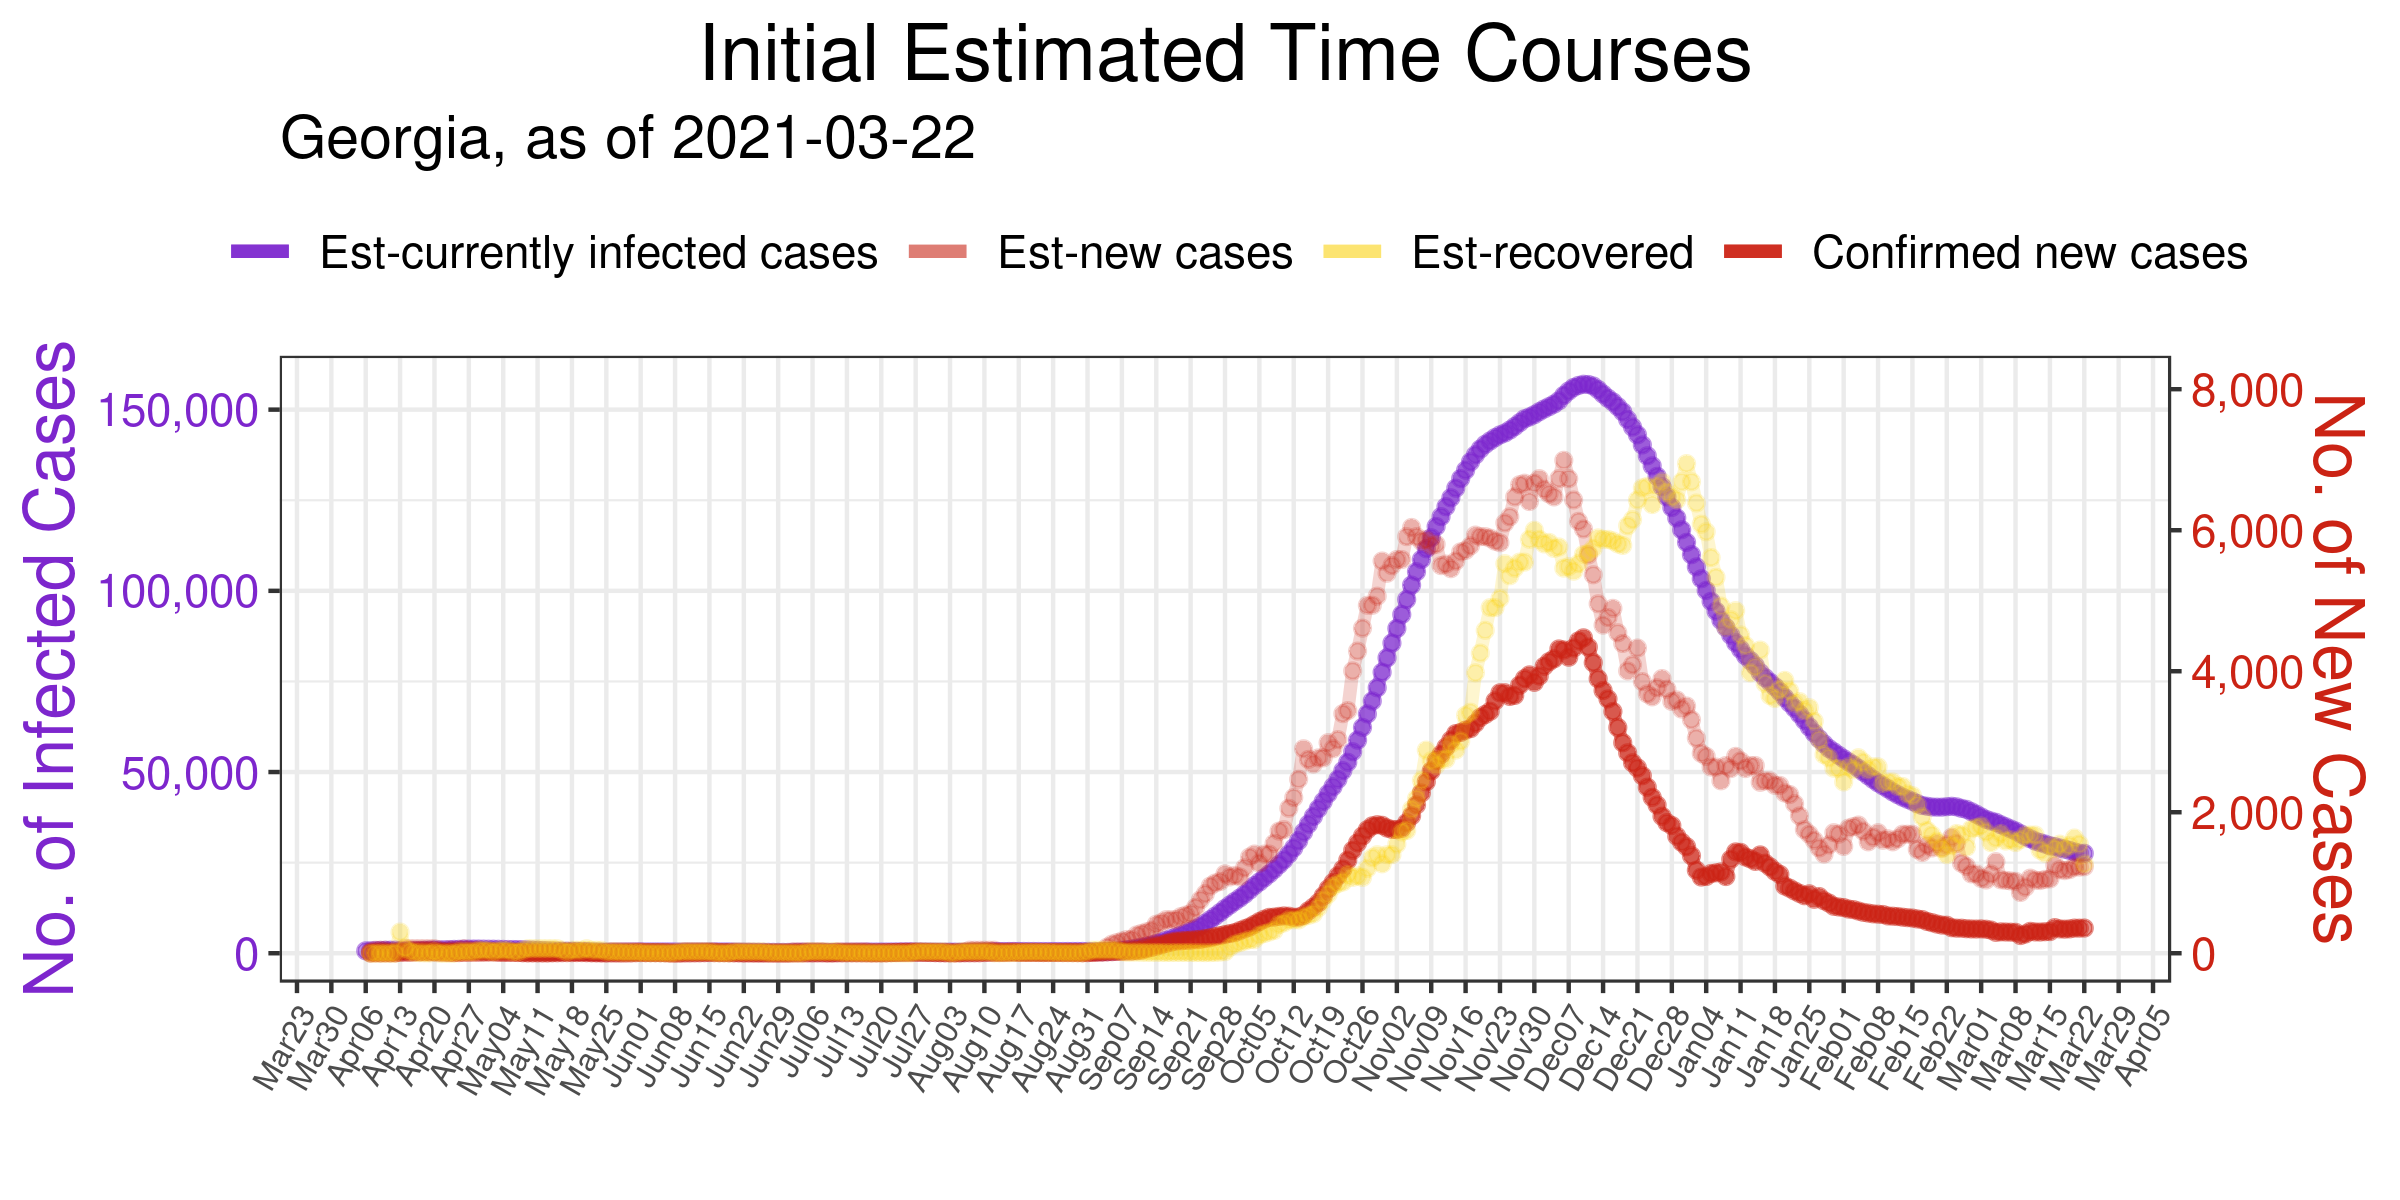 Initial Estimated Time Courses
Georgia, as of 2021-03-22
Est-currently infected cases
Est-new cases
Est-recovered
Confirmed new cases
No. of Infected Cases
150,000
100,000
50,000
0
8,000
6,000
4,000
2,000
0
No. of New Cases
Mar23
Mar30
Apr06
Apr13
Apr20
Apr27
May04
May11
May18
May25
Jun01
Jun08
Jun15
Jun22
Jun29
Jul06
Jul13
Jul20
Jul27
Aug03
Aug10
Aug17
Aug24
Aug31
Sep07
Sep14
Sep21
Sep28
Oct05
Oct12
Oct19
Oct26
Nov02
Nov09
Nov16
Nov23
Nov30
Dec07
Dec14
Dec21
Dec28
Jan04
Jan11
Jan18
Jan25
Feb01
Feb08
Feb15
Feb22
Mar01
Mar08
Mar15
Mar22
Mar29
Apr05